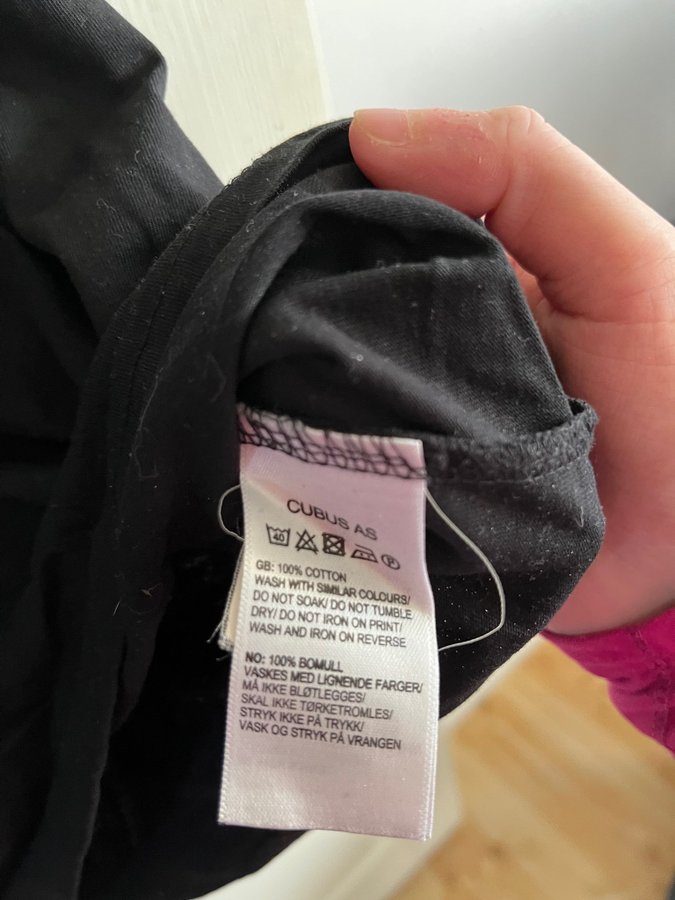 CUBUS AS
40 P
GB: 100% COTTON
WASH WITH SIMILAR COLOURS/
DO NOT SOAK/ DO NOT TUMBLE
DRY/ DO NOT IRON ON PRINT/
WASH AND IRON ON REVERSE
NO: 100% BOMULL
VASKES MED LIGNENDE FARGER/
MÅ IKKE BLØTLEGGES/
SKAL IKKE TØRKETROMLES/
STRYK IKKE PÅ TRYKK/
VASK OG STRYK PÅ VRANGEN